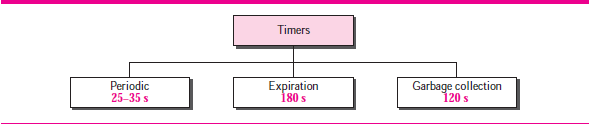 Timers
Periodic
25–35 s
Expiration
180 s
Garbage collection
120 s